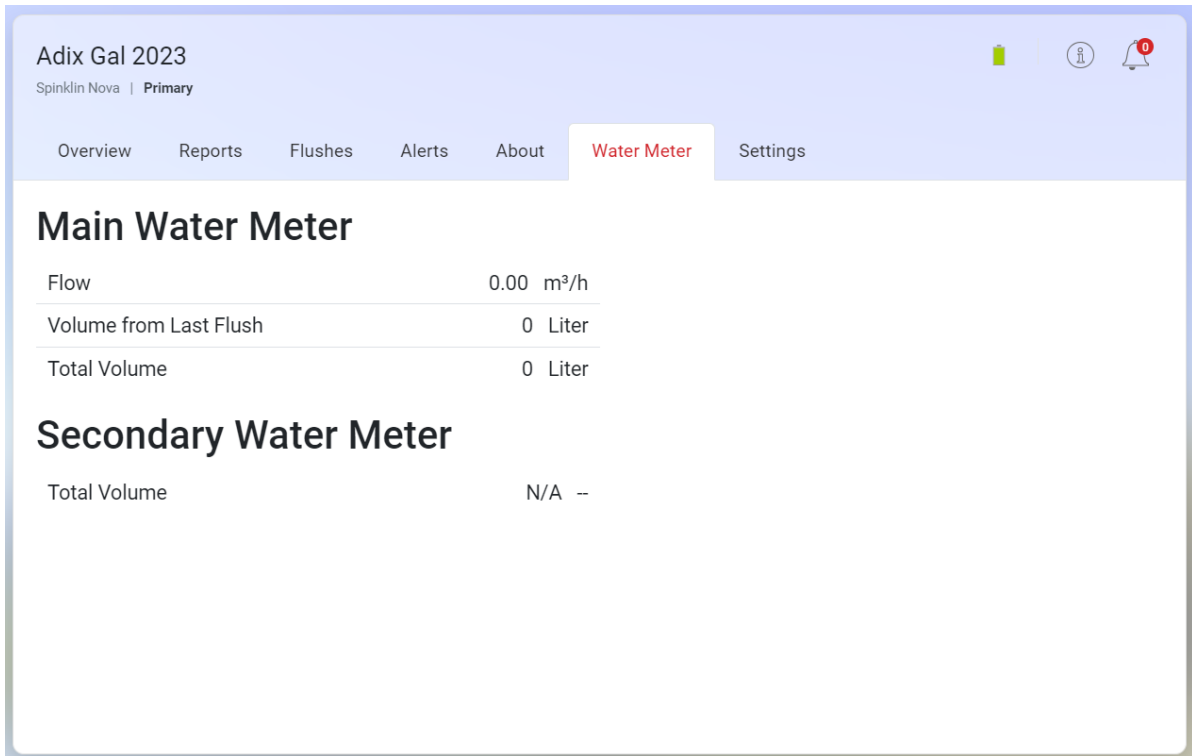 Adix Gal 2023
0
Spinklin Nova | Primary
Overview Reports Flushes Alerts About Water Meter Settings
Main Water Meter
Flow 0.00 m³/h
Volume from Last Flush 0 Liter
Total Volume 0 Liter
Secondary Water Meter
Total Volume N/A --